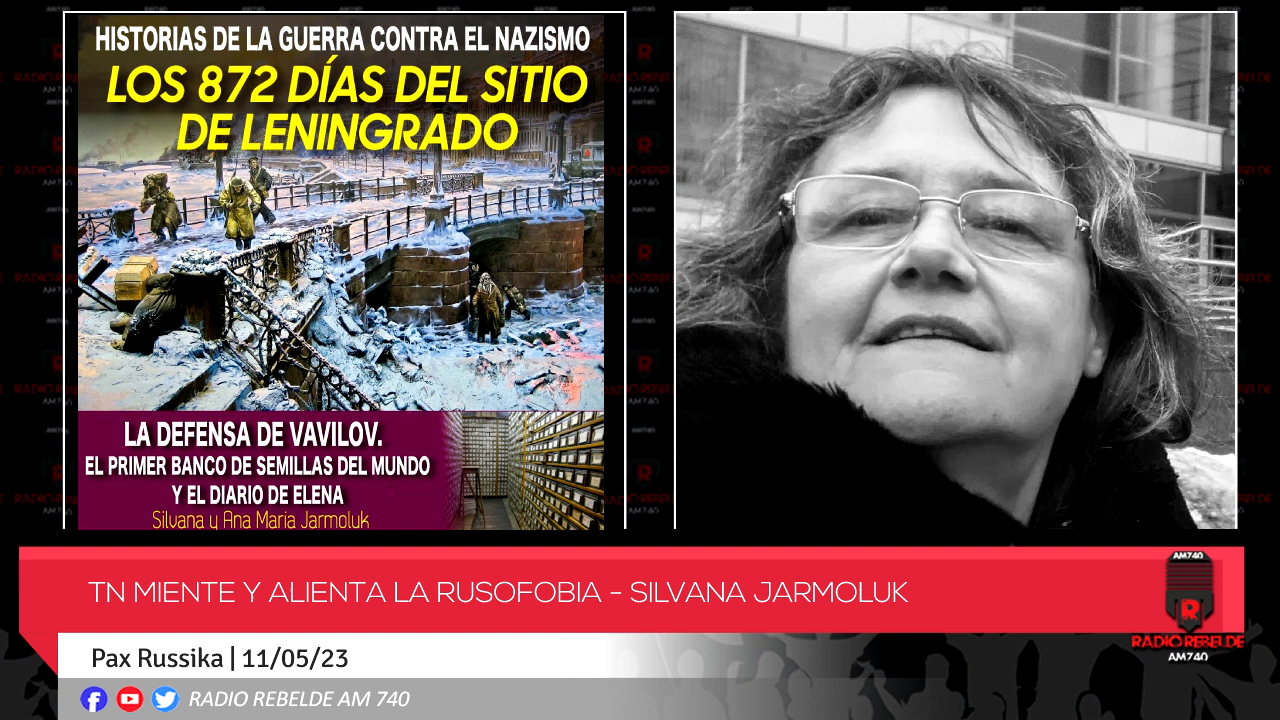 HISTORIAS DE LA GUERRA CONTRA EL NAZISMO
LOS 872 DÍAS DEL SITIO
DE LENINGRADO
LA DEFENSA DE VAVILOV.
EL PRIMER BANCO DE SEMILLAS DEL MUNDO
Y EL DIARIO DE ELENA
Silvana y Ana Maria Jarmoluk
TN MIENTE Y ALIENTA LA RUSOFOBIA - SILVANA JARMOLUK
AM740
R
RADIO REBELDE
AM740
Pax Russika | 11/05/23
RADIO REBELDE AM 740